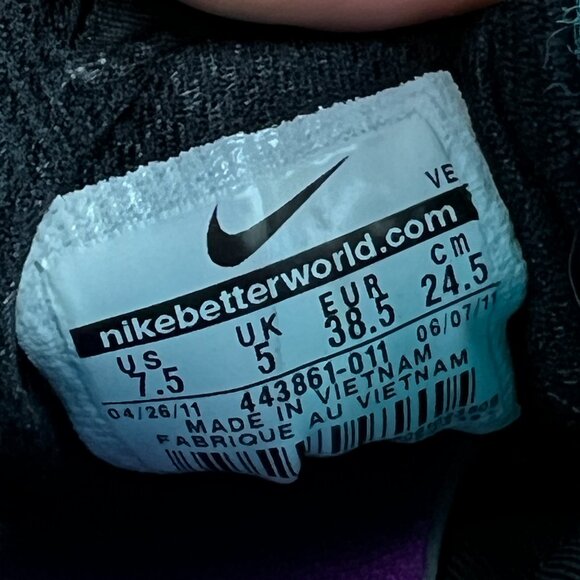 VE
nikebetterworld.com
US UK EUR cm
7.5 5 38.5 24.5
04/26/11 443861-011 06/07/11
MADE IN VIETNAM
FABRIQUE AU VIETNAM